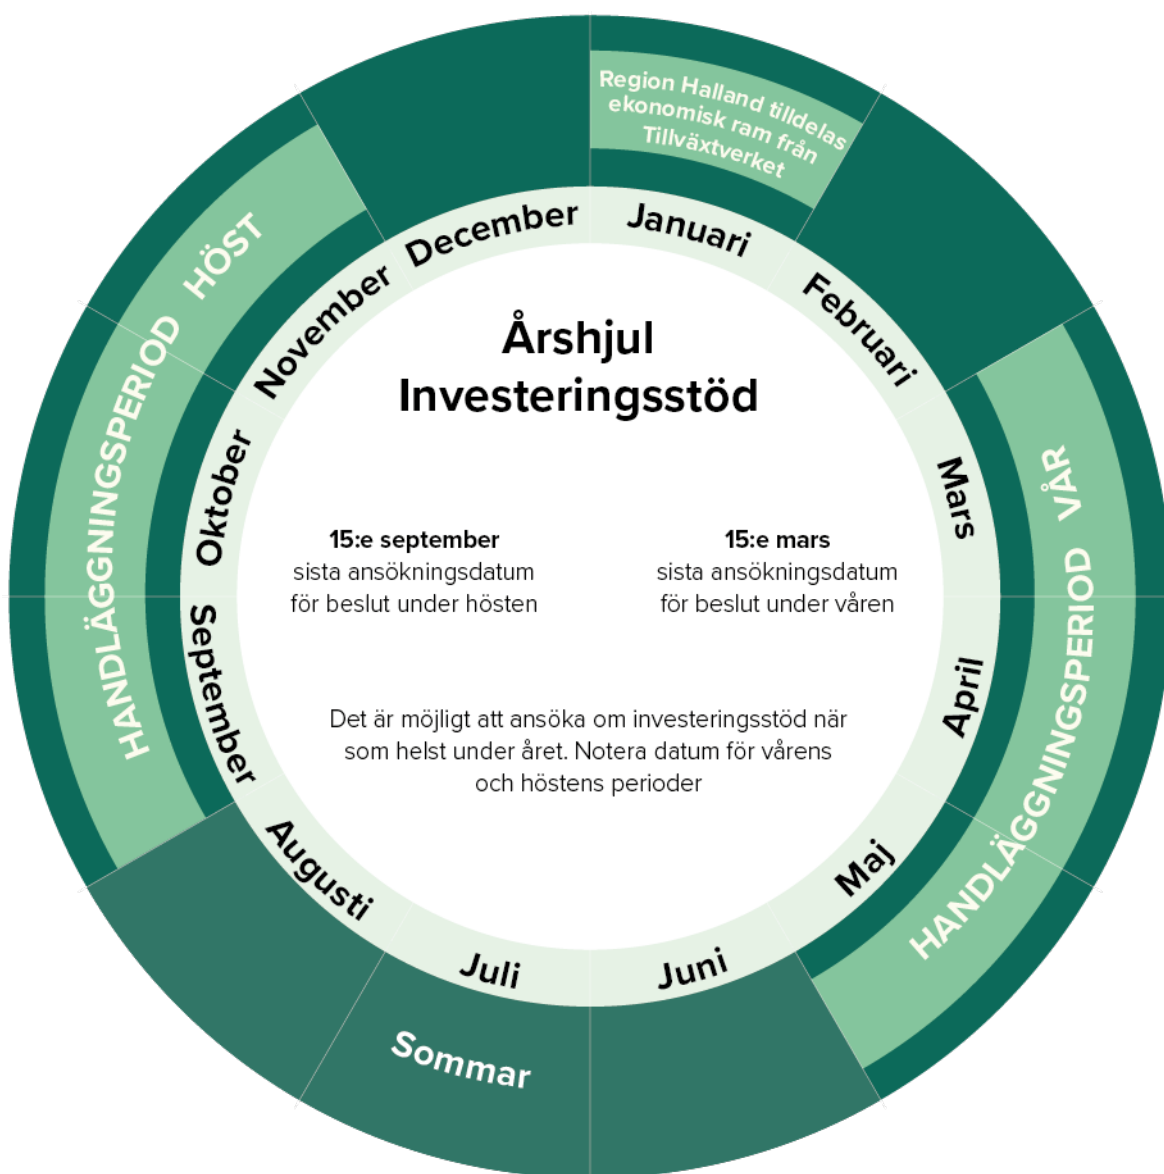 Region Halland tilldelas
ekonomisk ram från
Tillväxtverket
Januari
Februari
Mars
April
Maj
Juni
Juli
Augusti
September
Oktober
November
December
HANDLÄGGNINGSPERIOD VÅR
Sommar
HANDLÄGGNINGSPERIOD HÖST
Årshjul
Investeringsstöd
15:e september
sista ansökningsdatum
för beslut under hösten
15:e mars
sista ansökningsdatum
för beslut under våren
Det är möjligt att ansöka om investeringsstöd när
som helst under året. Notera datum för vårens
och höstens perioder